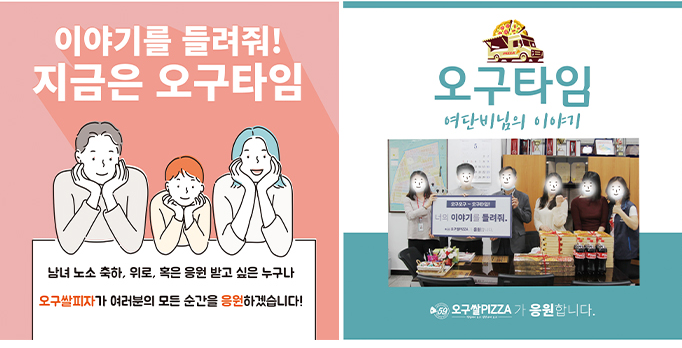 이야기를 들려줘!
지금은 오구타임
남녀 노소 축하, 위로, 혹은 응원 받고 싶은 누구나
오구쌀피자가 여러분의 모든 순간을 응원하겠습니다!
오구타임
여단비님의 이야기
5
너의 이야기를 들려줘.
59 오구쌀PIZZA 가 응원합니다.